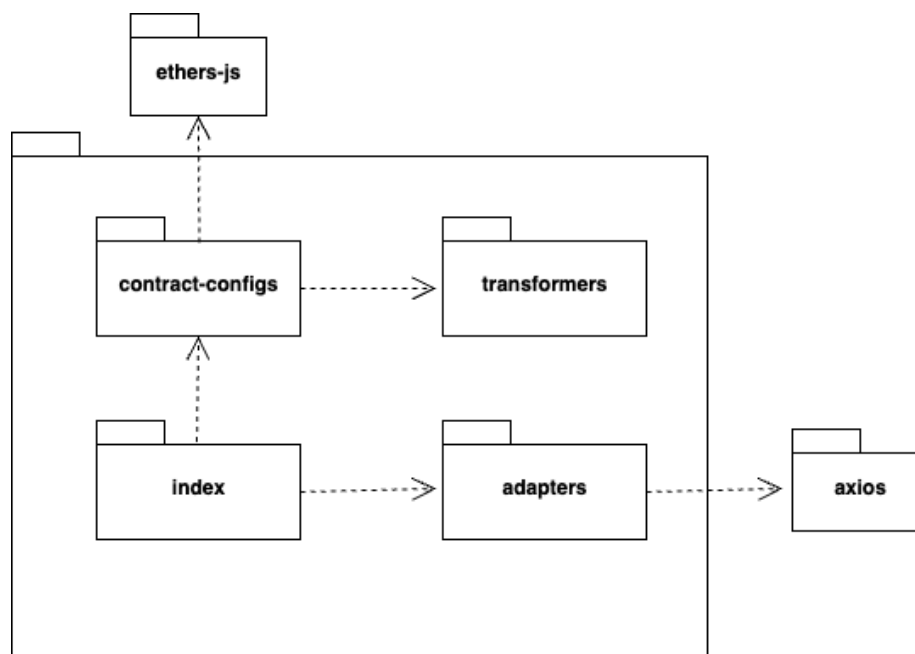 ethers-js
contract-configs
transformers
index
adapters
axios